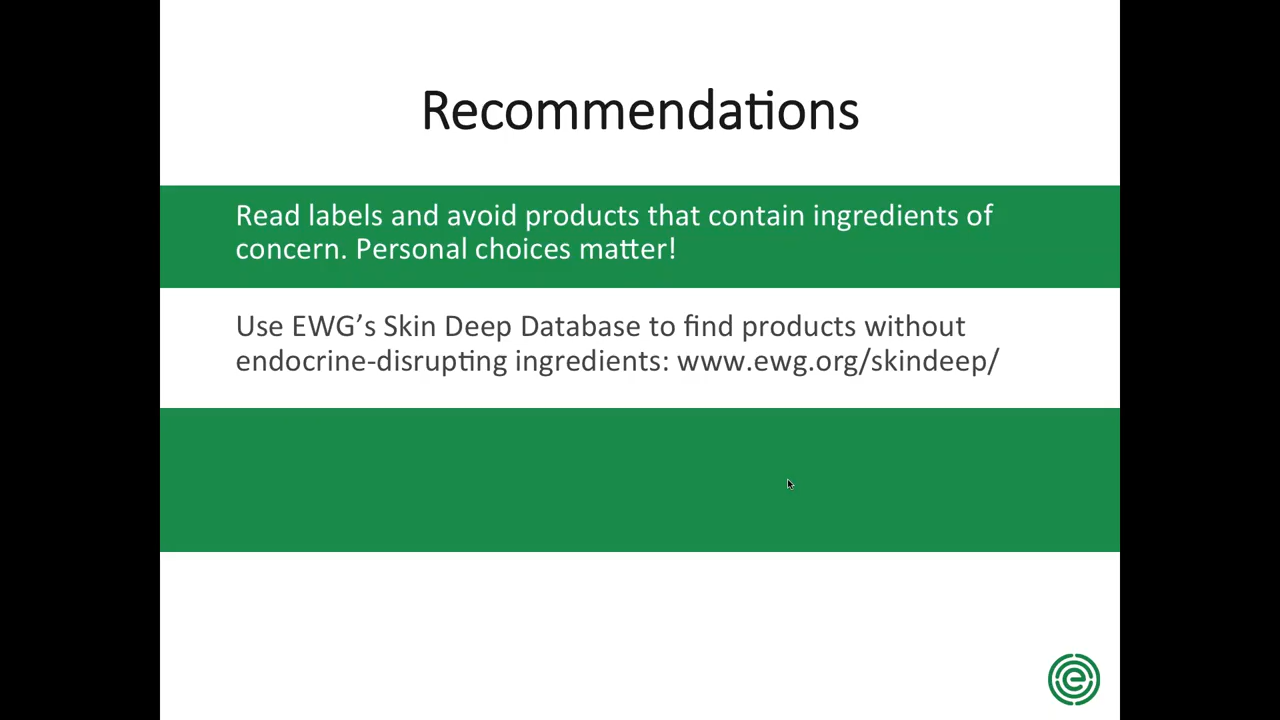 Recommendations
Read labels and avoid products that contain ingredients of
concern. Personal choices matter!
Use EWG’s Skin Deep Database to find products without
endocrine-disrupting ingredients: www.ewg.org/skindeep/
e